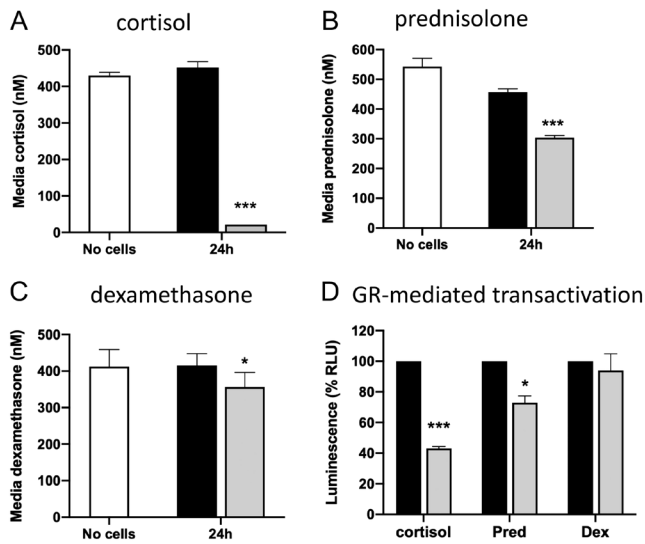 A
cortisol
Media cortisol (nM)
500
400
300
200
100
0
***
No cells
24h
B
prednisolone
Media prednisolone (nM)
600
500
400
300
200
100
0
***
No cells
24h
C
dexamethasone
Media dexamethasone (nM)
500
400
300
200
100
0
*
No cells
24h
D
GR-mediated transactivation
Luminescence (% RLU)
120
100
80
60
40
20
0
***
*
cortisol
Pred
Dex